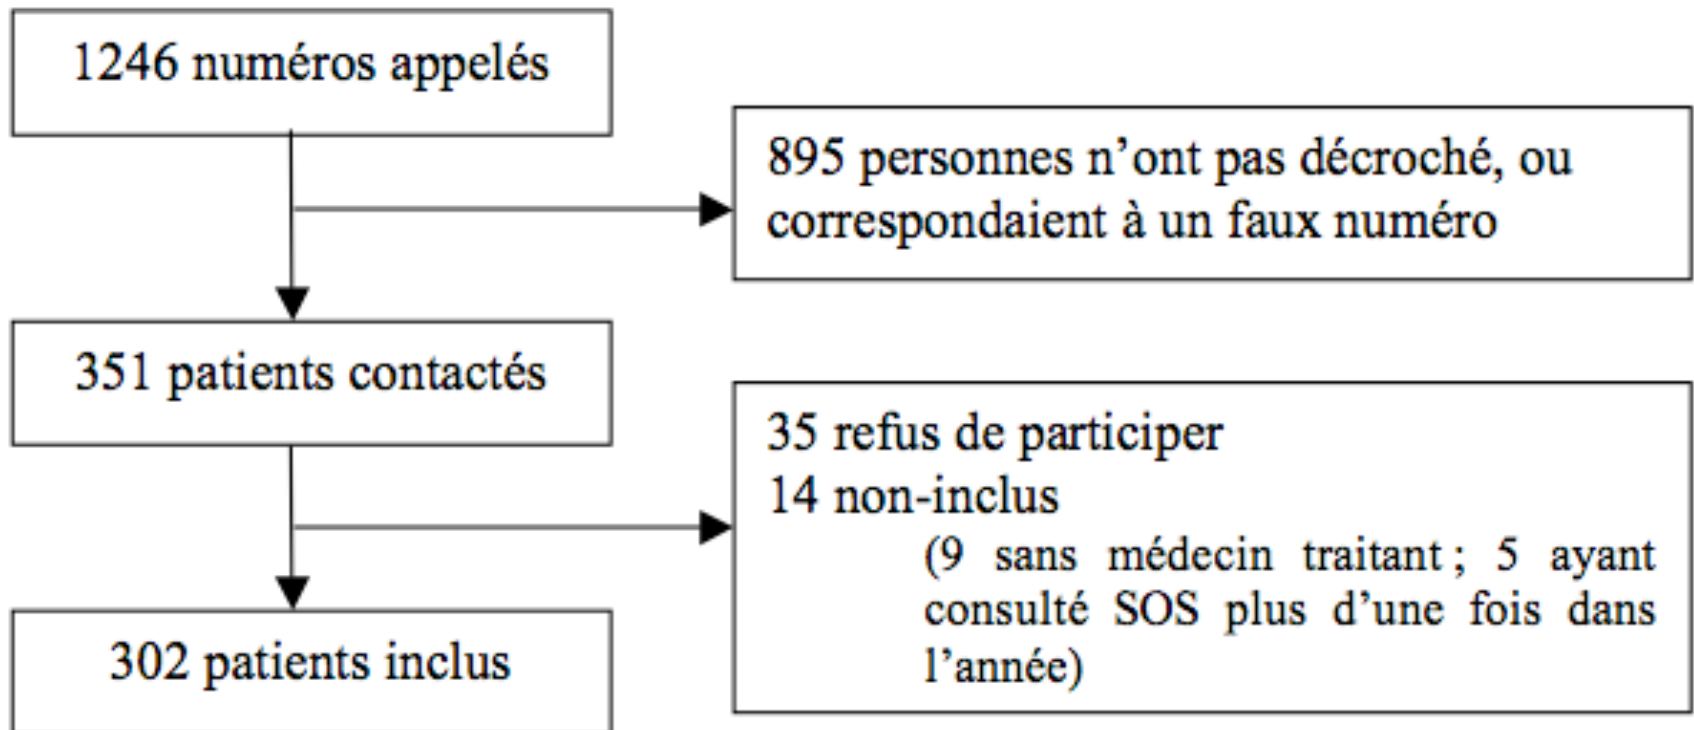 1246 numéros appelés
895 personnes n’ont pas décroché, ou
correspondaient à un faux numéro
351 patients contactés
35 refus de participer
14 non-inclus
(9 sans médecin traitant ; 5 ayant
consulté SOS plus d’une fois dans
l’année)
302 patients inclus